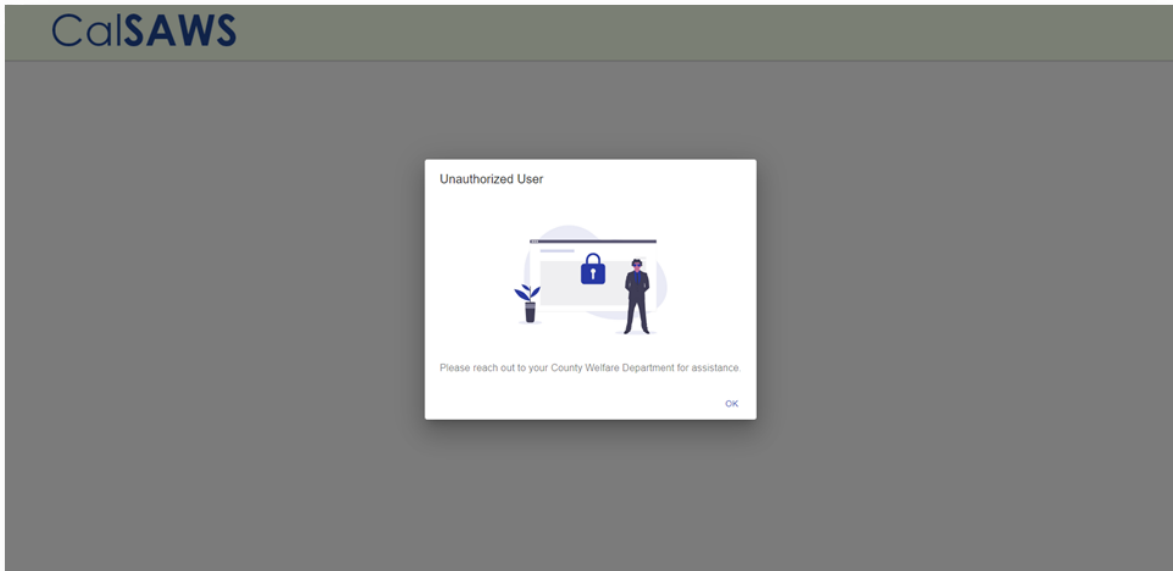 CalSAWS
Unauthorized User
Please reach out to your County Welfare Department for assistance.
OK